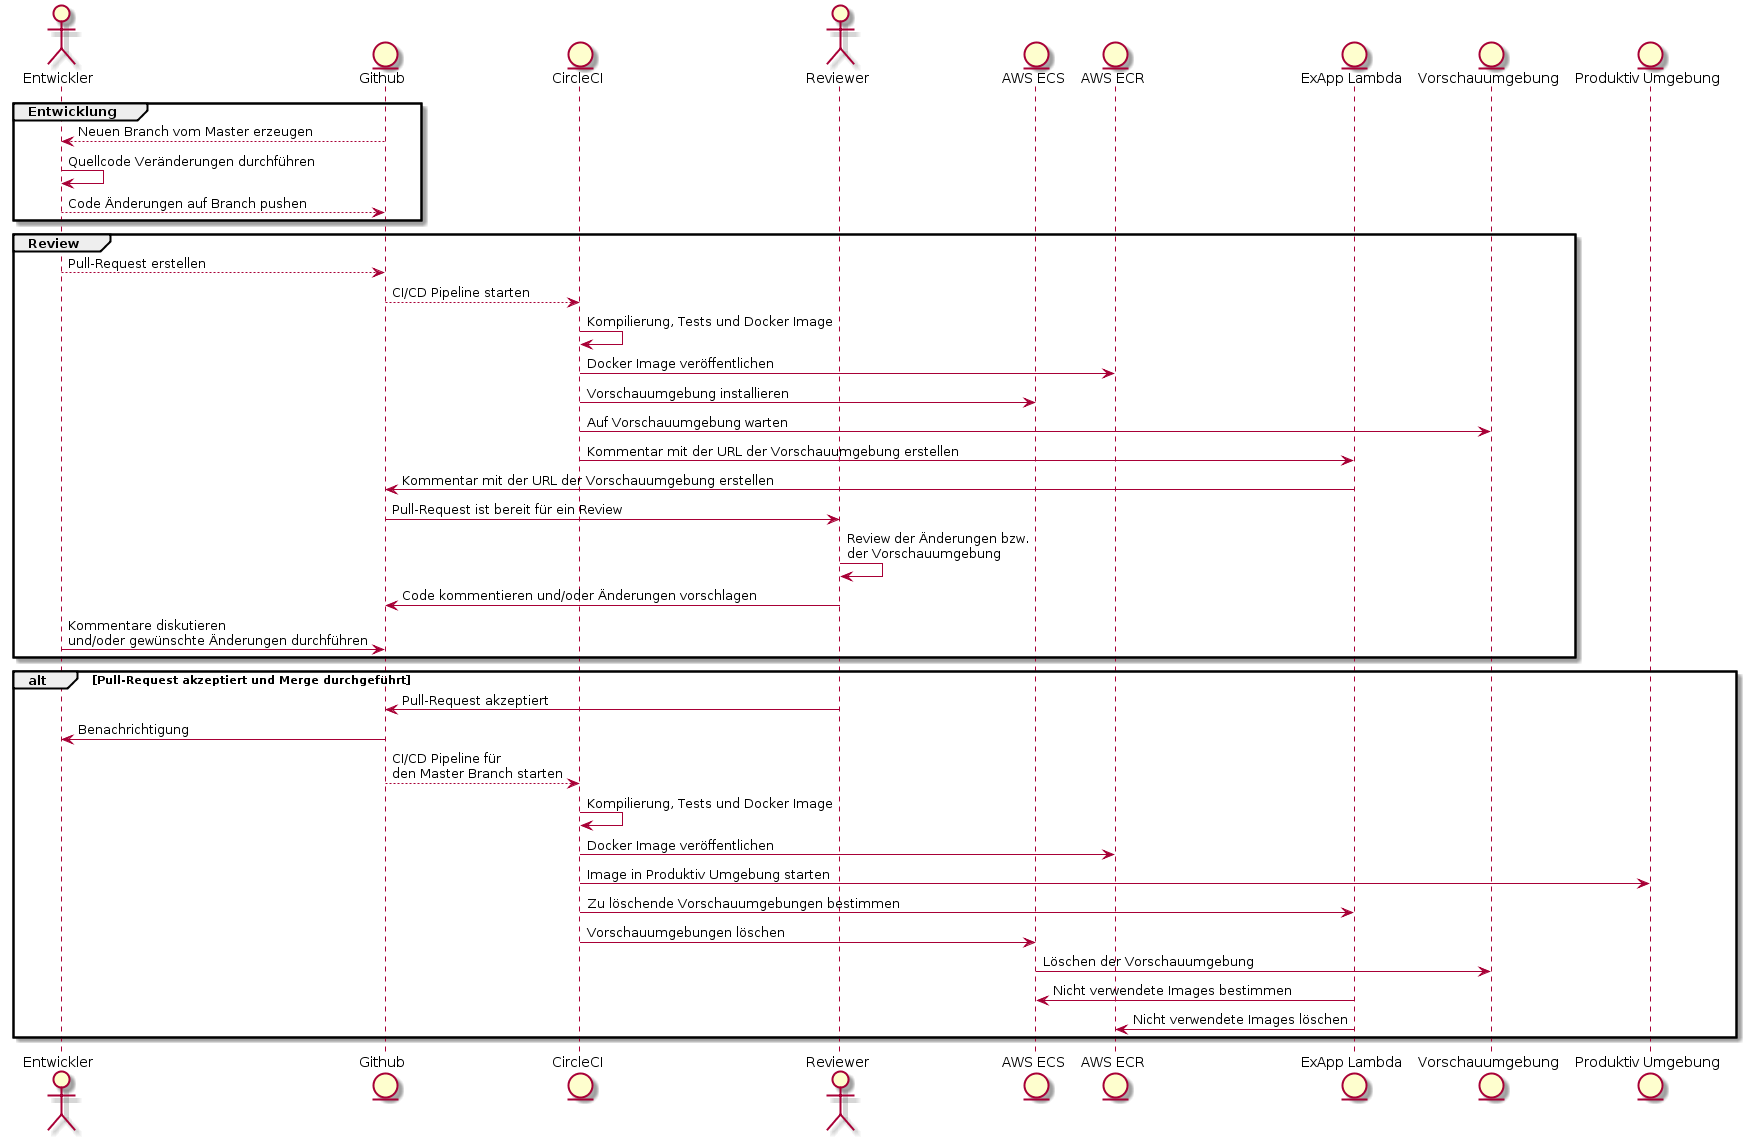 Entwickler
Github
CircleCI
Reviewer
AWS ECS
AWS ECR
ExApp Lambda
Vorschauumgebung
Produktiv Umgebung
Entwicklung
Neuen Branch vom Master erzeugen
Quellcode Veränderungen durchführen
Code Änderungen auf Branch pushen
Review
Pull-Request erstellen
CI/CD Pipeline starten
Kompilierung, Tests und Docker Image
Docker Image veröffentlichen
Vorschauumgebung installieren
Auf Vorschauumgebung warten
Kommentar mit der URL der Vorschauumgebung erstellen
Kommentar mit der URL der Vorschauumgebung erstellen
Pull-Request ist bereit für ein Review
Review der Änderungen bzw.
der Vorschauumgebung
Code kommentieren und/oder Änderungen vorschlagen
Kommentare diskutieren
und/oder gewünschte Änderungen durchführen
alt
[Pull-Request akzeptiert und Merge durchgeführt]
Pull-Request akzeptiert
Benachrichtigung
CI/CD Pipeline für
den Master Branch starten
Kompilierung, Tests und Docker Image
Docker Image veröffentlichen
Image in Produktiv Umgebung starten
Zu löschende Vorschauumgebungen bestimmen
Vorschauumgebungen löschen
Löschen der Vorschauumgebung
Nicht verwendete Images bestimmen
Nicht verwendete Images löschen
Entwickler
Github
CircleCI
Reviewer
AWS ECS
AWS ECR
ExApp Lambda
Vorschauumgebung
Produktiv Umgebung